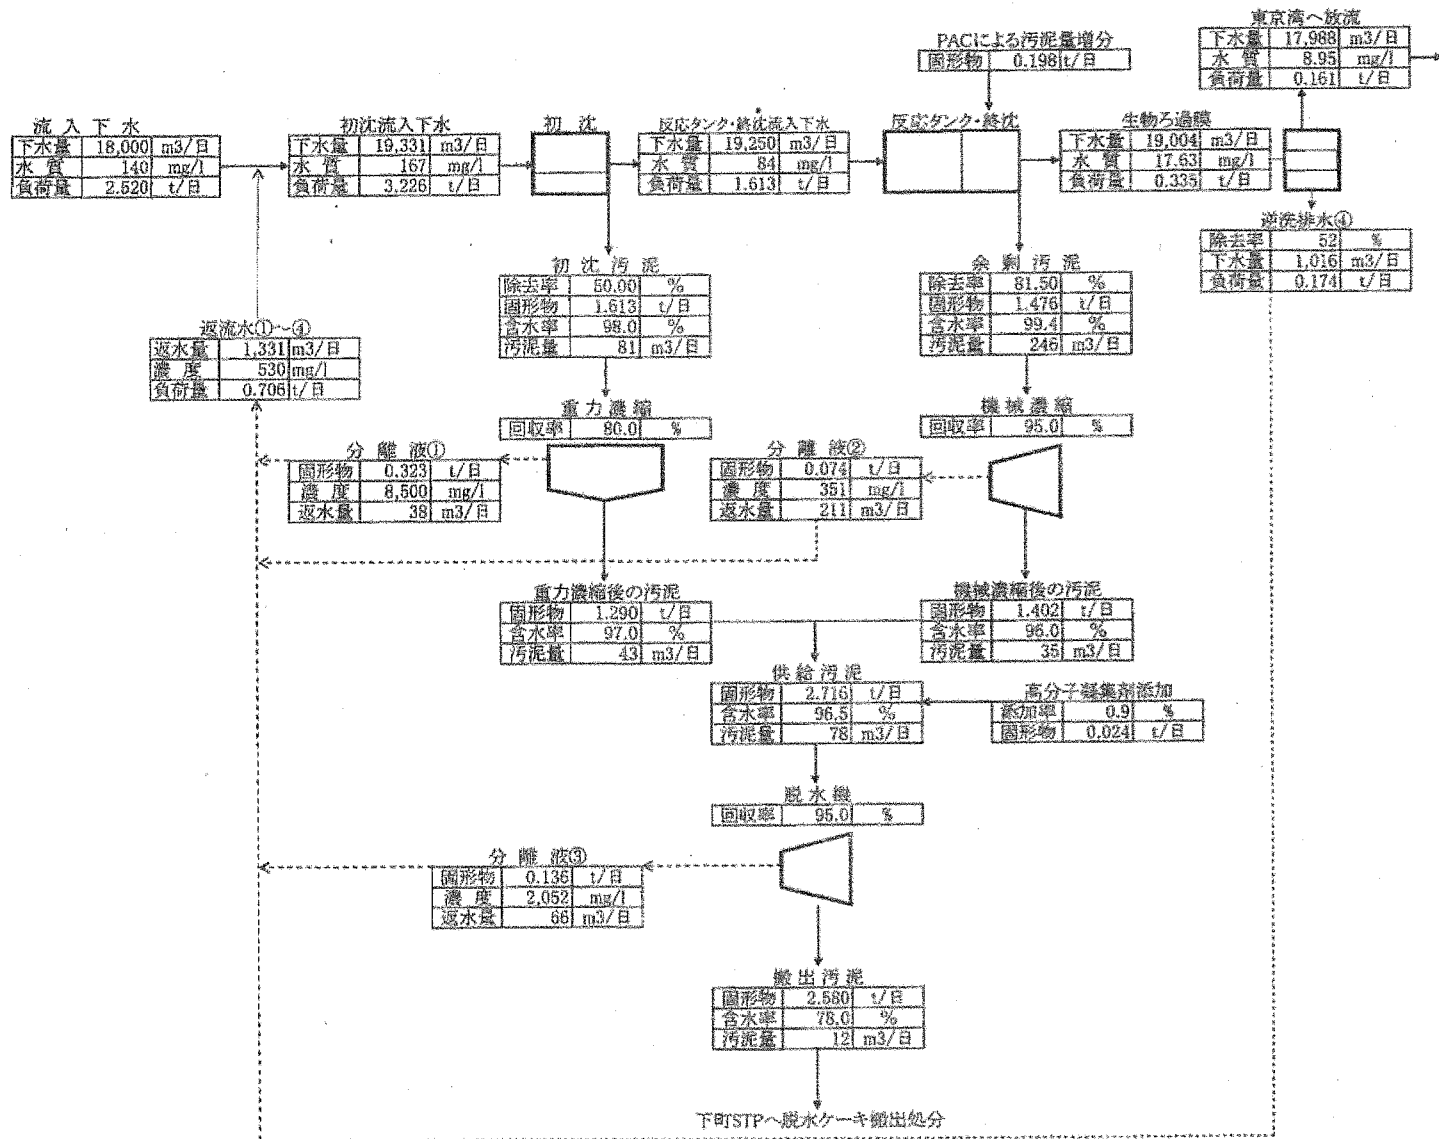 東京湾へ放流
下水量 17,988 m3/日
水 質 8.95 mg/l
負荷量 0.161 t/日
PACによる汚泥量増分
固形物 0.198 t/日
流 入 下 水
下水量 18,000 m3/日
水 質 140 mg/l
負荷量 2.520 t/日
初沈流入下水
下水量 19,331 m3/日
水 質 167 mg/l
負荷量 3.226 t/日
初 沈
反応タンク・終沈流入下水
下水量 19,250 m3/日
水 質 84 mg/l
負荷量 1.613 t/日
反応タンク・終沈
生物ろ過膜
下水量 19,004 m3/日
水 質 17.63 mg/l
負荷量 0.335 t/日
逆洗排水④
除去率 52 %
下水量 1,016 m3/日
負荷量 0.174 t/日
初 沈 汚 泥
除去率 50.00 %
固形物 1.613 t/日
含水率 98.0 %
汚泥量 81 m3/日
余 剰 汚 泥
除去率 81.50 %
固形物 1.476 t/日
含水率 99.4 %
汚泥量 246 m3/日
返流水①~④
返水量 1,331 m3/日
濃 度 530 mg/l
負荷量 0.706 t/日
重 力 濃 縮
回収率 80.0 %
機 械 濃 縮
回収率 95.0 %
分 離 液①
固形物 0.323 t/日
濃 度 8,500 mg/l
返水量 38 m3/日
分 離 液②
固形物 0.074 t/日
濃 度 351 mg/l
返水量 211 m3/日
重力濃縮後の汚泥
固形物 1.290 t/日
含水率 97.0 %
汚泥量 43 m3/日
機械濃縮後の汚泥
固形物 1.402 t/日
含水率 96.0 %
汚泥量 35 m3/日
供 給 汚 泥
固形物 2.716 t/日
含水率 96.5 %
汚泥量 78 m3/日
高分子凝集剤添加
添加率 0.9 %
固形物 0.024 t/日
脱 水 機
回収率 95.0 %
分 離 液③
固形物 0.136 t/日
濃 度 2,052 mg/l
返水量 66 m3/日
搬 出 汚 泥
固形物 2.580 t/日
含水率 78.0 %
汚泥量 12 m3/日
下町STPへ脱水ケーキ搬出処分